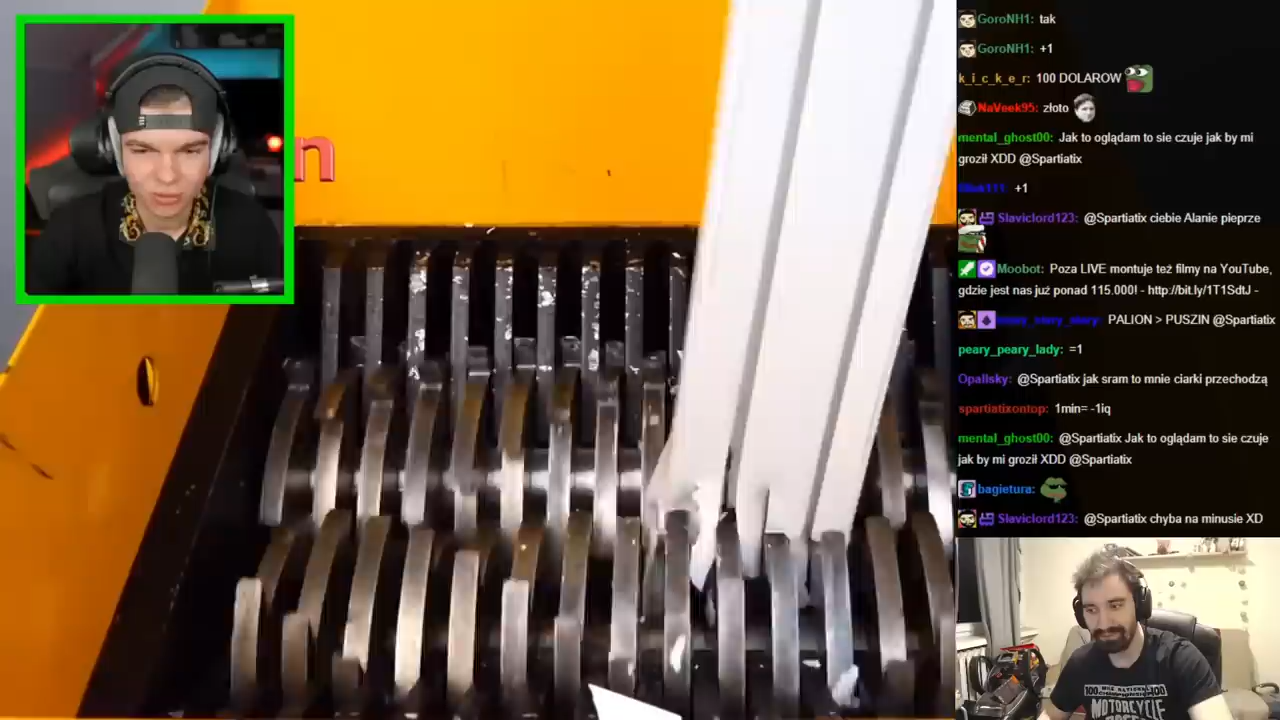 GoroNH1: tak
GoroNH1: +1
k_i_c_k_e_r: 100 DOLAROW
NaVeek95: złoto
mental_ghost00: Jak to oglądam to sie czuje jak by mi
groził XDD @Spartiatix
+1
Slaviclord123: @Spartiatix ciebie Alanie pieprze
Moobot: Poza LIVE montuje też filmy na YouTube,
gdzie jest nas już ponad 115.000! - http://bit.ly/1T1SdtJ -
PALION > PUSZIN @Spartiatix
peary_peary_lady: =1
Opallsky: @Spartiatix jak sram to mnie ciarki przechodzą
spartiatixontop: 1min= -1iq
mental_ghost00: @Spartiatix Jak to oglądam to sie czuje
jak by mi groził XDD @Spartiatix
bagietura:
Slaviclord123: @Spartiatix chyba na minusie XD
n
MOTORCYCLE